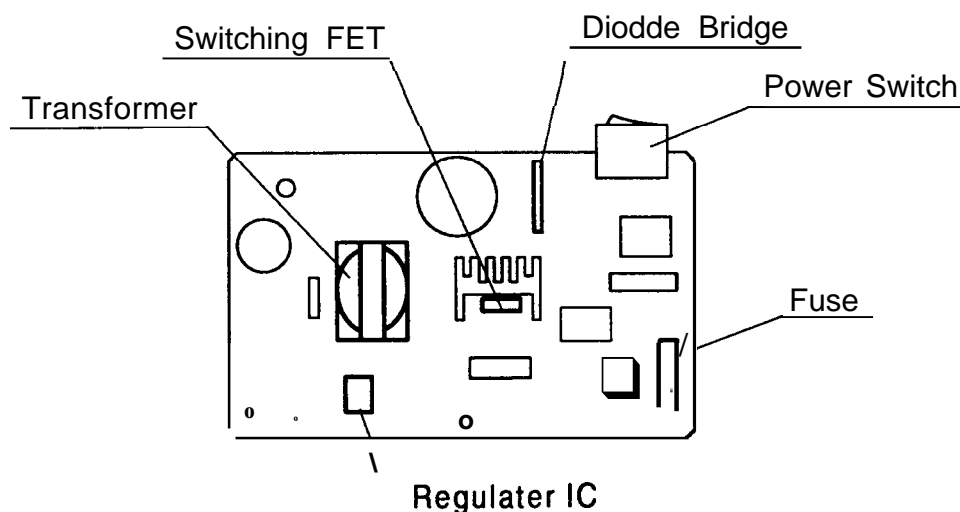 Switching FET
Diodde Bridge
Power Switch
Transformer
Fuse
Regulater IC